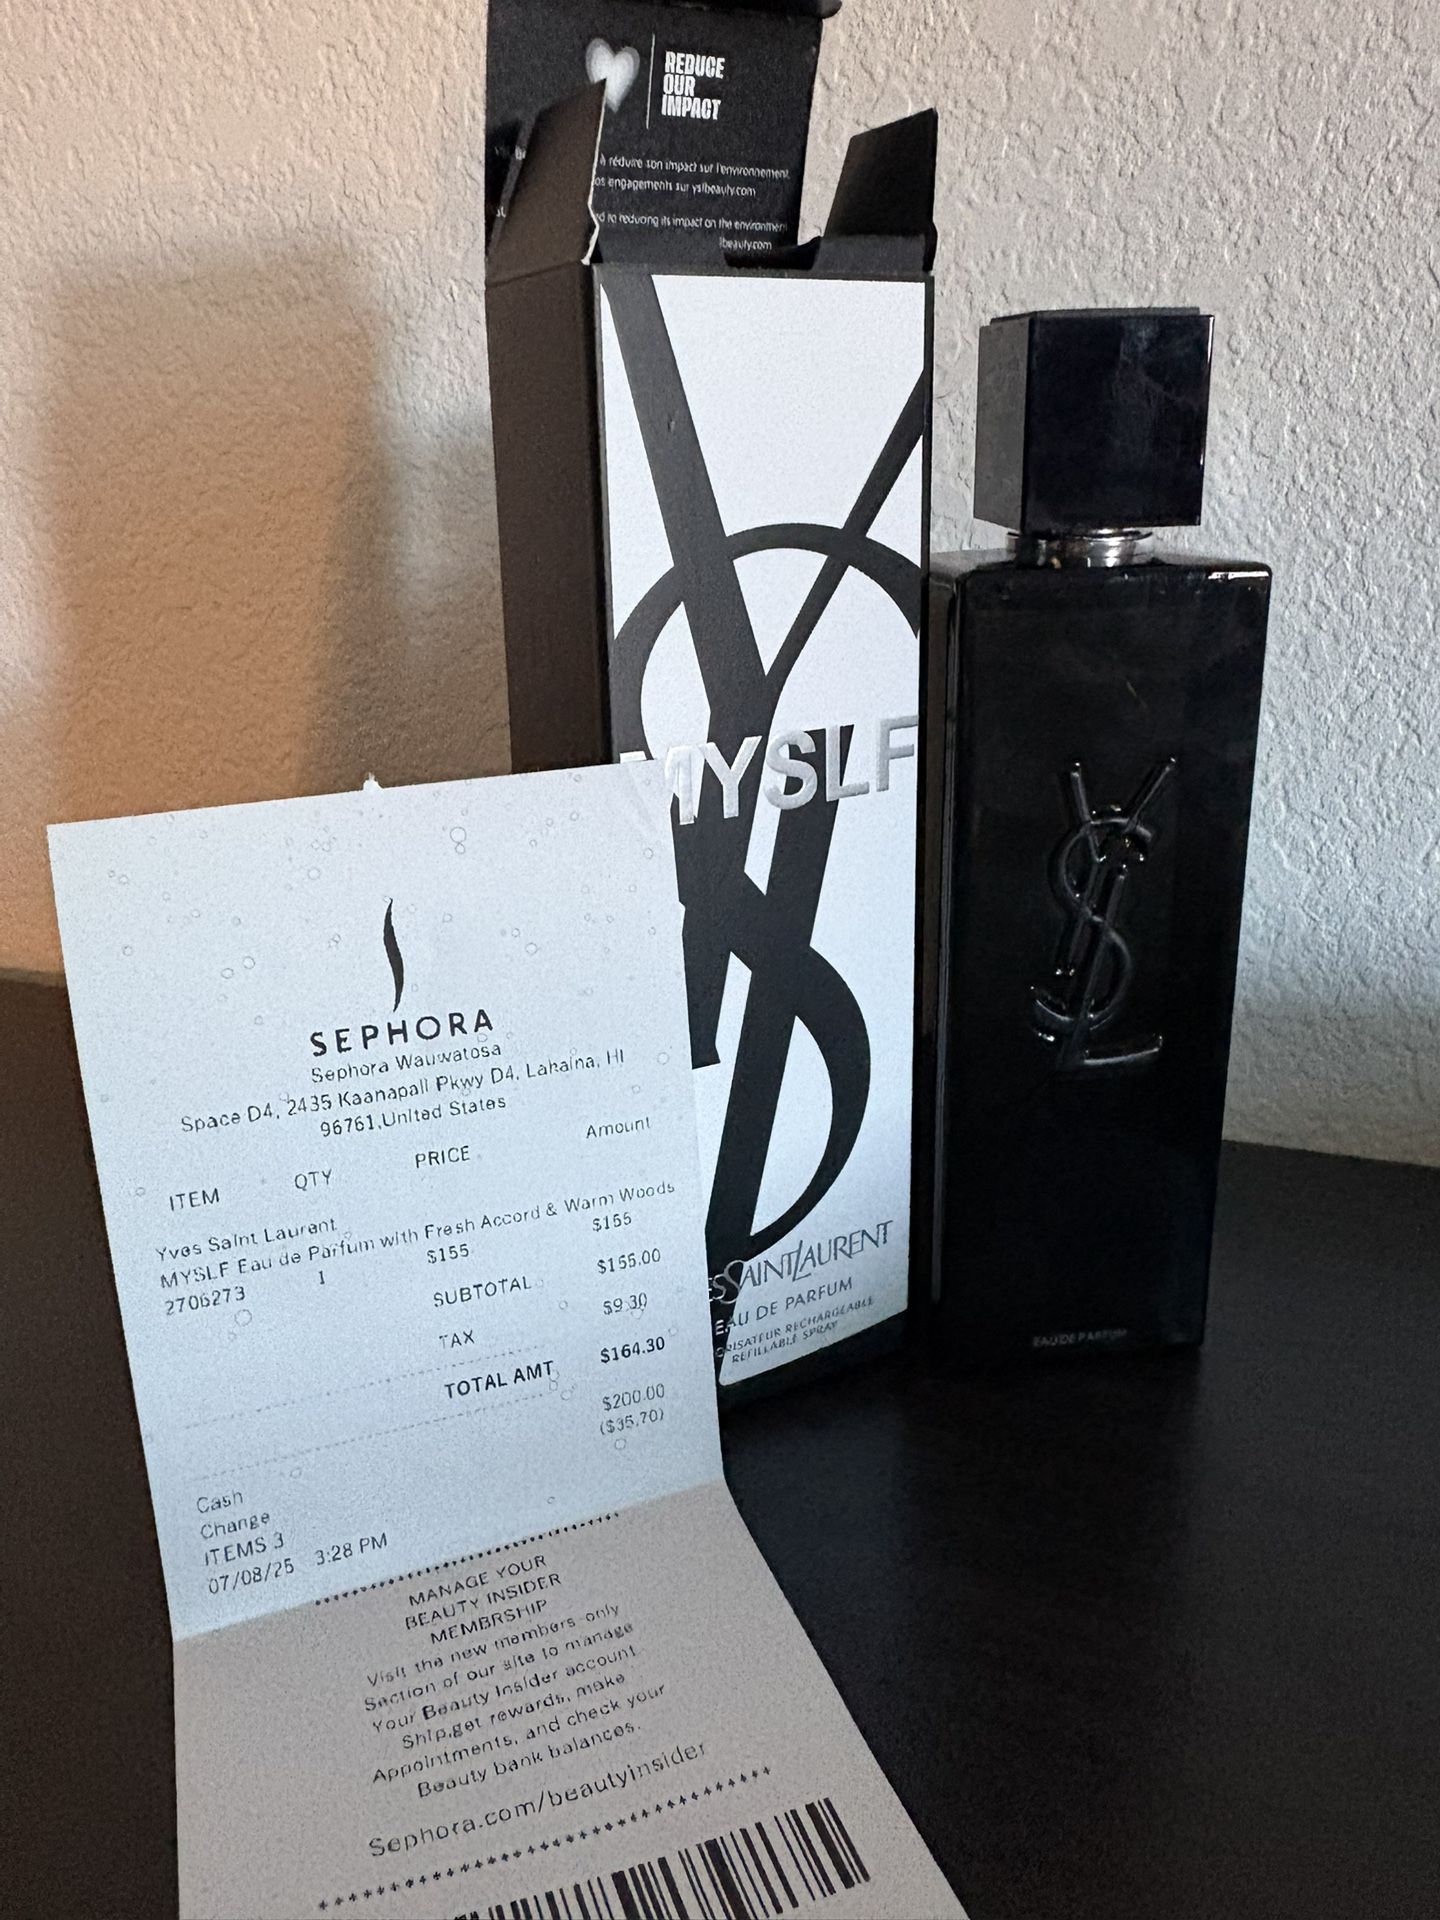 REDUCE
OUR
IMPACT
à réduire son impact sur l'environnement.
os engagements sur yslbeauty.com
to reducing its impact on the environment
lbeauty.com
MYSLF
SAINTLAURENT
EAU DE PARFUM
RISATEUR RECHARGEABLE
REFILLABLE SPRAY
YSL
EAU DE PARFUM
SEPHORA
Sephora Wauwatosa
Space D4, 2435 Kaanapali Pkwy D4, Lahaina, HI
96761,United States
ITEM QTY PRICE Amount
Yves Saint Laurent
MYSLF Eau de Parfum with Fresh Accord & Warm Woods
2706273 1 $155 $155
SUBTOTAL $155.00
TAX $9.30
TOTAL AMT $164.30
$200.00
($35,70)
Cash
Change
ITEMS 3
07/08/25 3:28 PM
MANAGE YOUR
BEAUTY INSIDER
MEMBRSHIP
Visit the new members-only
Section of our site to manage
Your Beauty Insider account
Ship,get rewards, make
Appointments, and check your
Beauty bank balances.
Sephora.com/beautyinsider